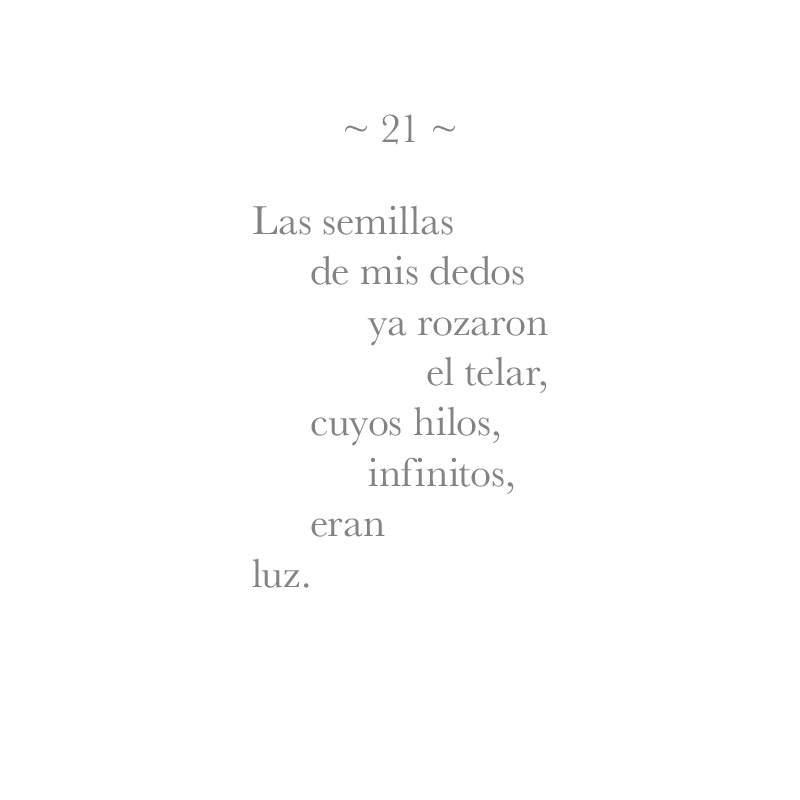 ~ 21 ~
Las semillas
de mis dedos
ya rozaron
el telar,
cuyos hilos,
infinitos,
eran
luz.